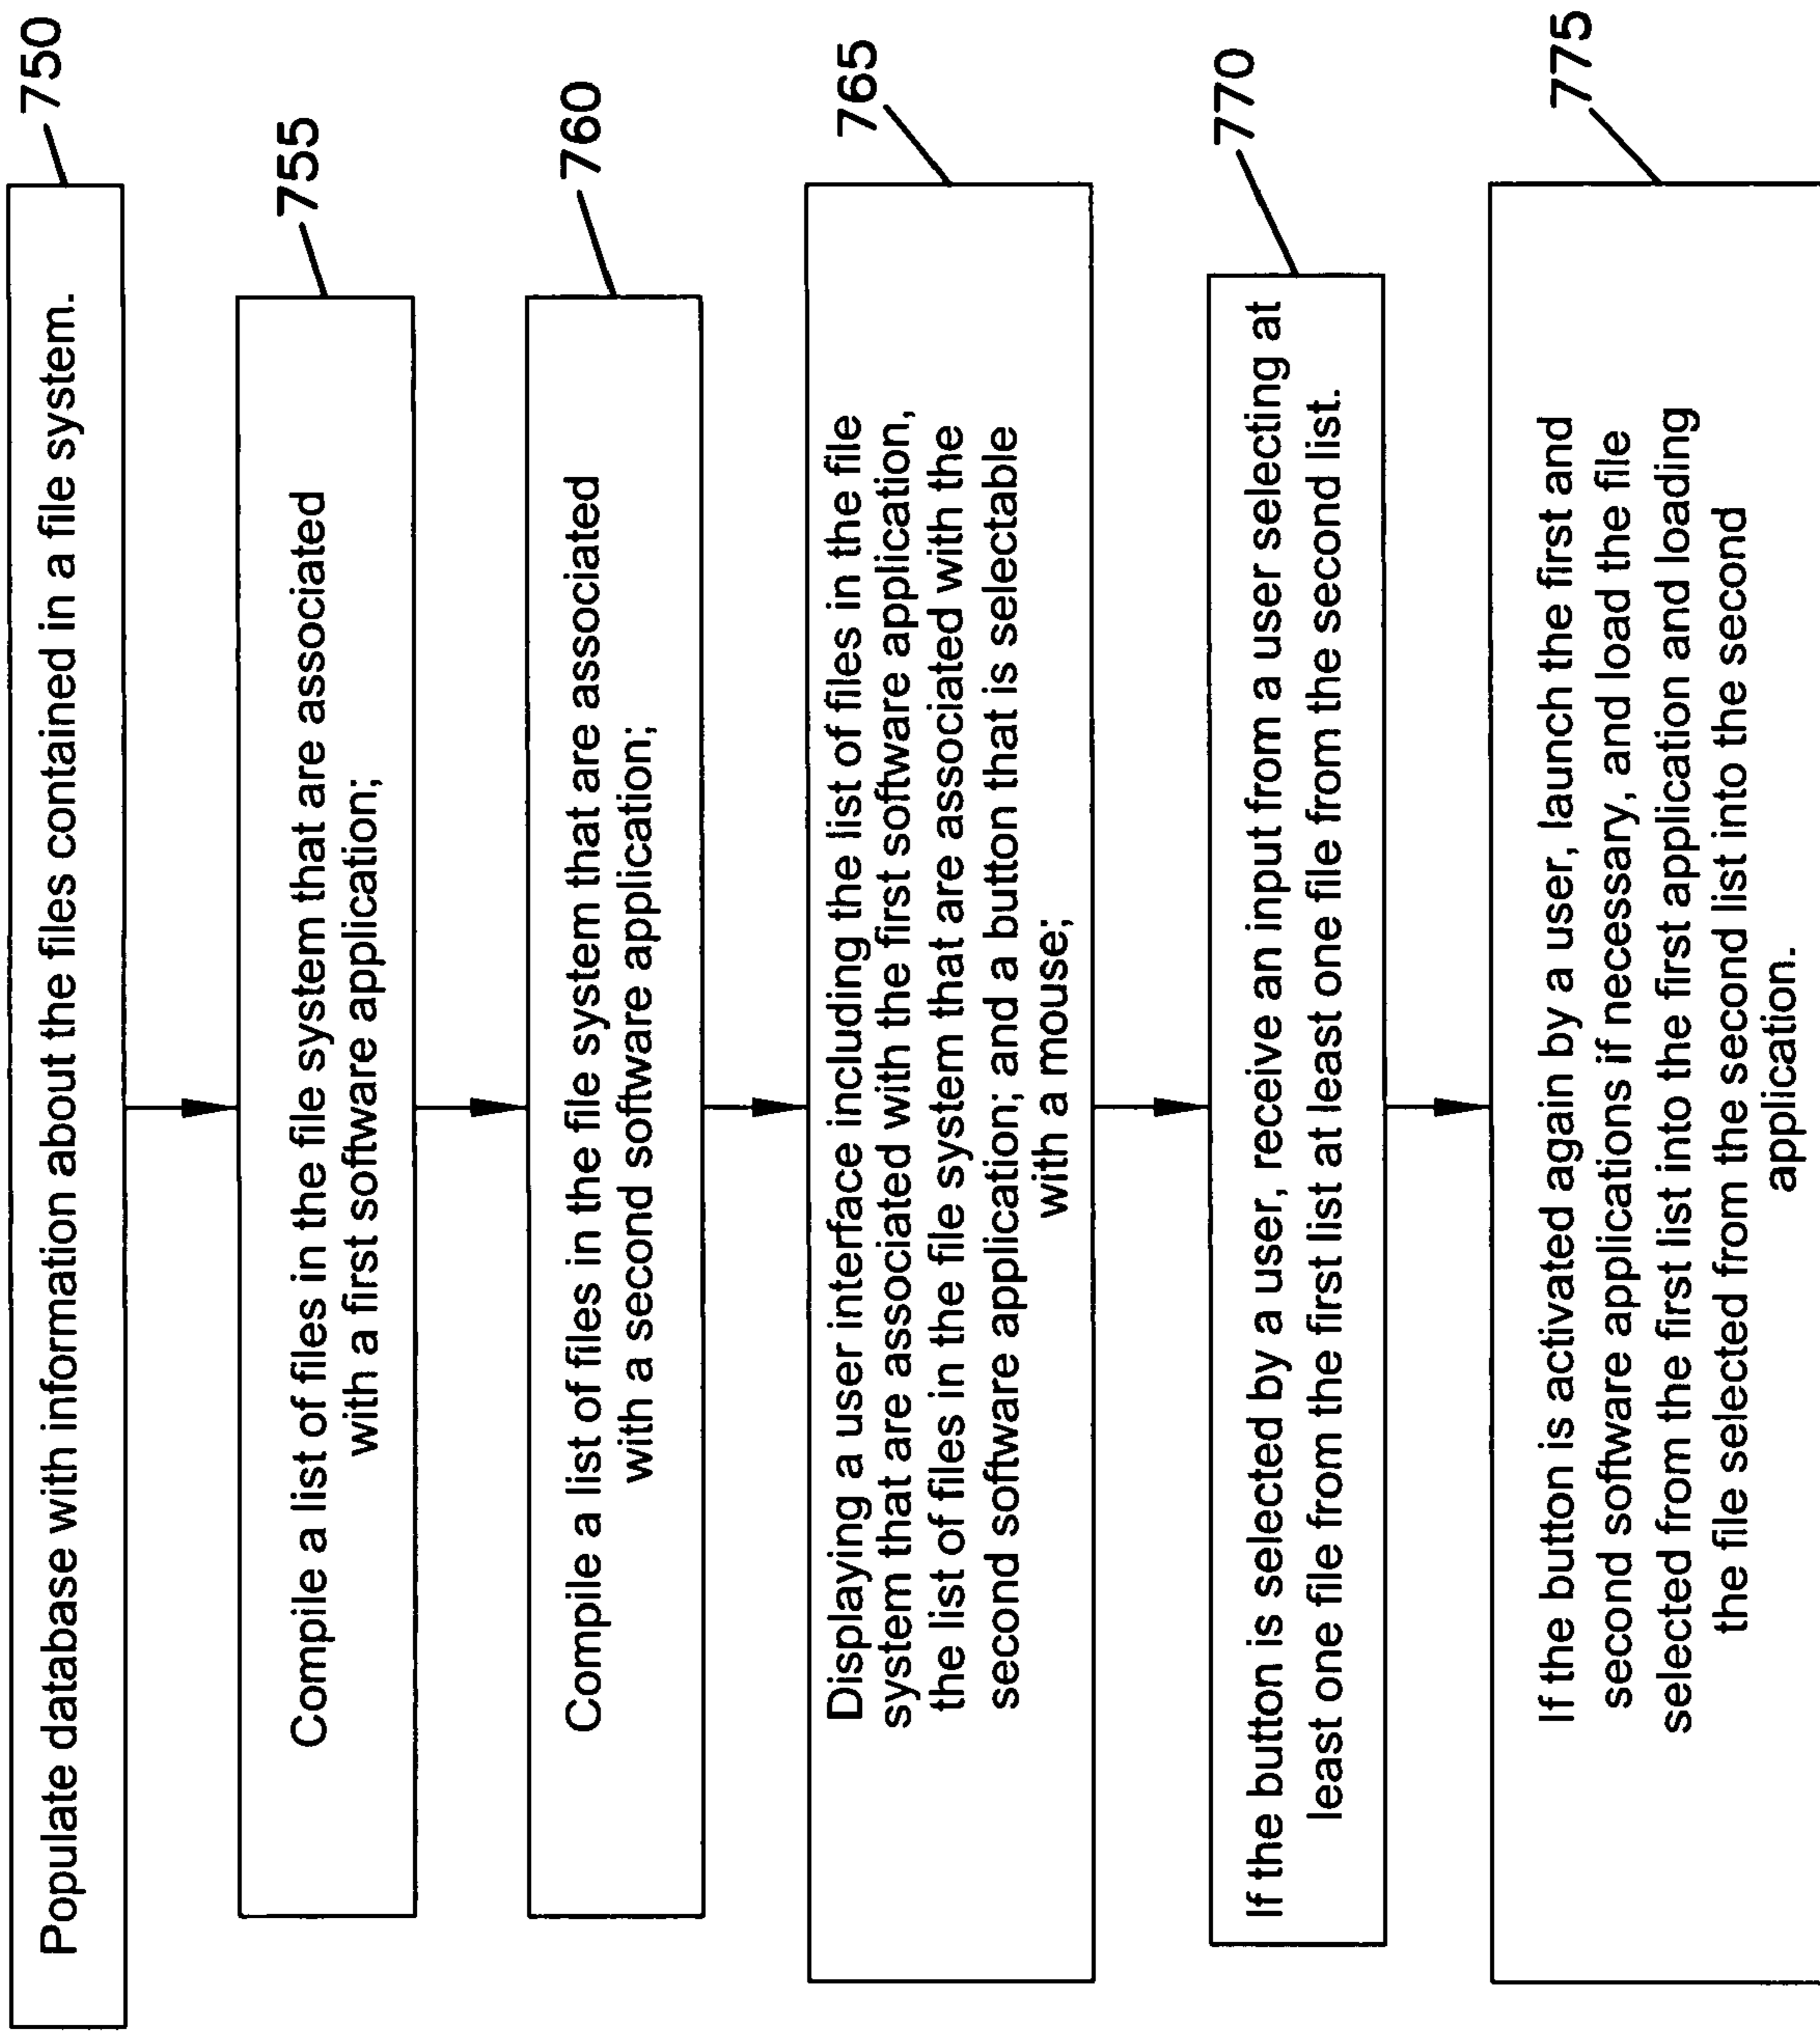 Populate database with information about the files contained in a file system.
750
Compile a list of files in the file system that are associated
with a first software application;
755
Compile a list of files in the file system that are associated
with a second software application;
760
Displaying a user interface including the list of files in the file
system that are associated with the first software application,
the list of files in the file system that are associated with the
second software application; and a button that is selectable
with a mouse;
765
If the button is selected by a user, receive an input from a user selecting at
least one file from the first list at least one file from the second list.
770
If the button is activated again by a user, launch the first and
second software applications if necessary, and load the file
selected from the first list into the first application and loading
the file selected from the second list into the second
application.
775